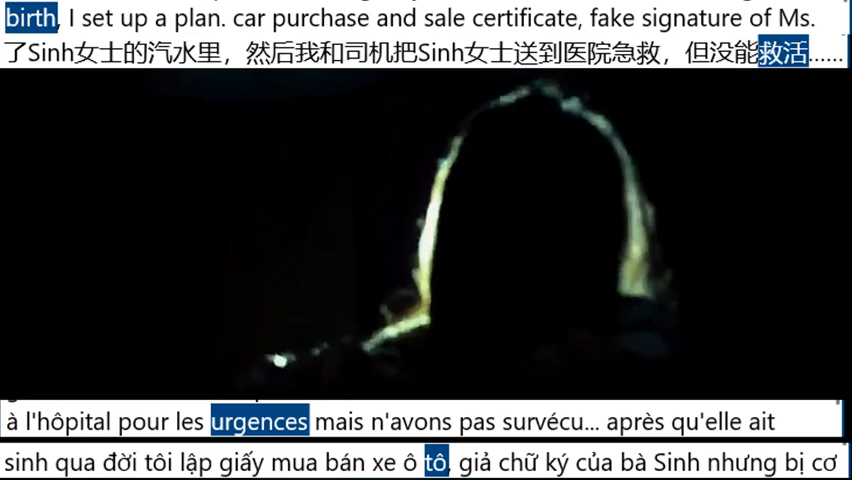 birth, I set up a plan. car purchase and sale certificate, fake signature of Ms.
了Sinh女士的汽水里，然后我和司机把Sinh女士送到医院急救，但没能救活......
à l'hôpital pour les urgences mais n'avons pas survécu... après qu'elle ait
sinh qua đời tôi lập giấy mua bán xe ô tô, giả chữ ký của bà Sinh nhưng bị cơ